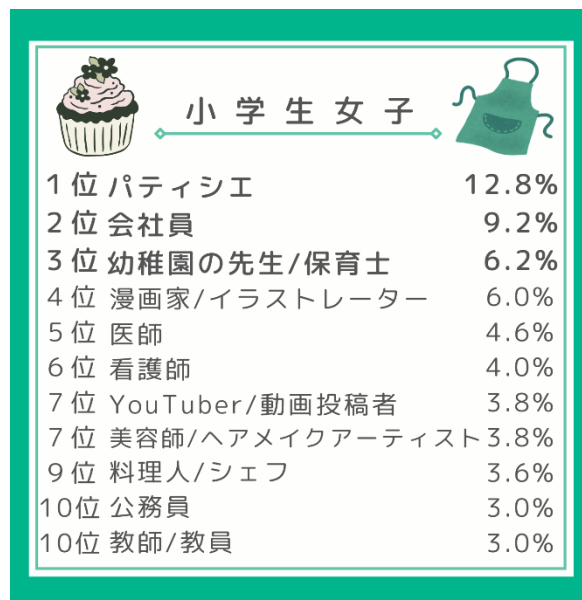 小学生女子
1位 パティシエ 12.8%
2位 会社員 9.2%
3位 幼稚園の先生/保育士 6.2%
4位 漫画家/イラストレーター 6.0%
5位 医師 4.6%
6位 看護師 4.0%
7位 YouTuber/動画投稿者 3.8%
7位 美容師/ヘアメイクアーティスト 3.8%
9位 料理人/シェフ 3.6%
10位 公務員 3.0%
10位 教師/教員 3.0%